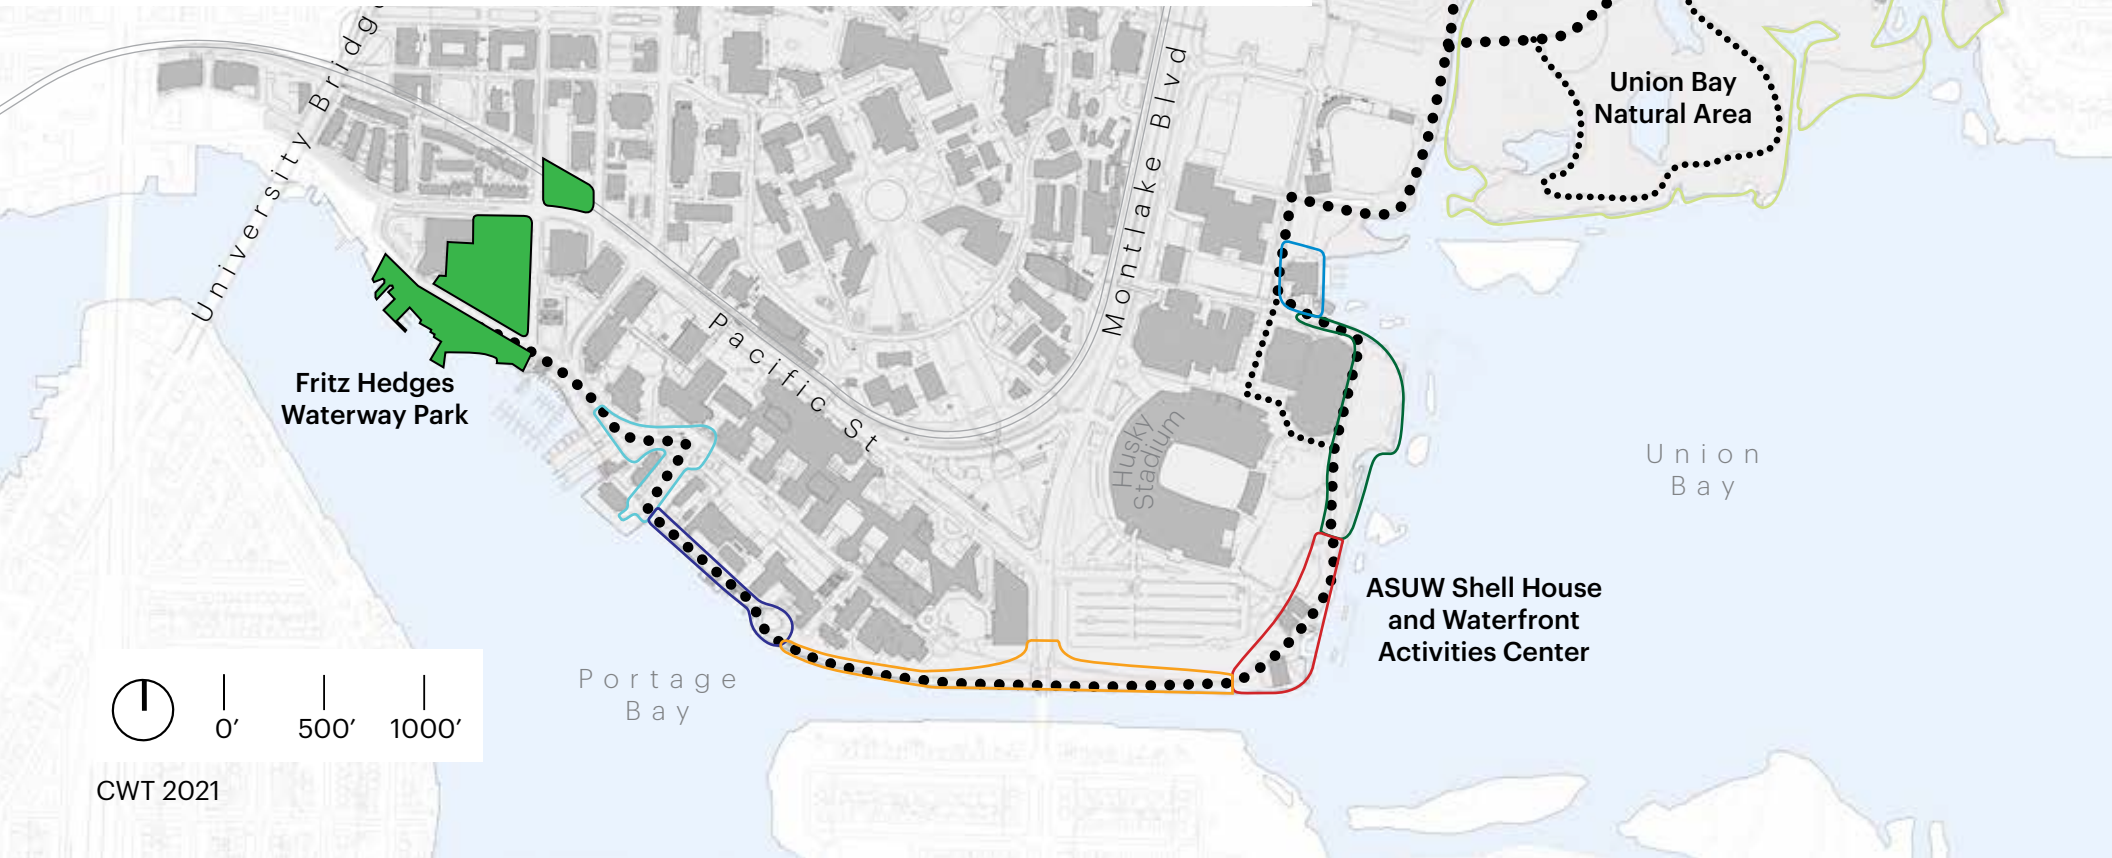 University Bridge
Montlake Blvd
Union Bay
Natural Area
Pacific St
Fritz Hedges
Waterway Park
Husky
Stadium
Union
Bay
ASUW Shell House
and Waterfront
Activities Center
Portage
Bay
0’
500’
1000’
CWT 2021